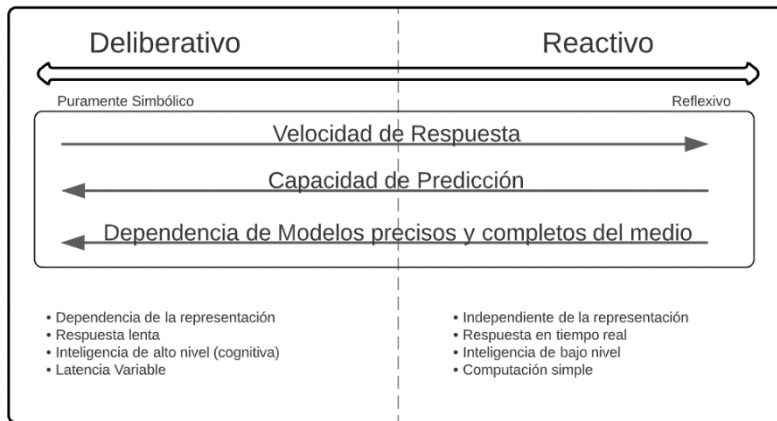 Deliberativo
Reactivo
Puramente Simbólico
Reflexivo
Velocidad de Respuesta
Capacidad de Predicción
Dependencia de Modelos precisos y completos del medio
• Dependencia de la representación
• Respuesta lenta
• Inteligencia de alto nivel (cognitiva)
• Latencia Variable
• Independiente de la representación
• Respuesta en tiempo real
• Inteligencia de bajo nivel
• Computación simple